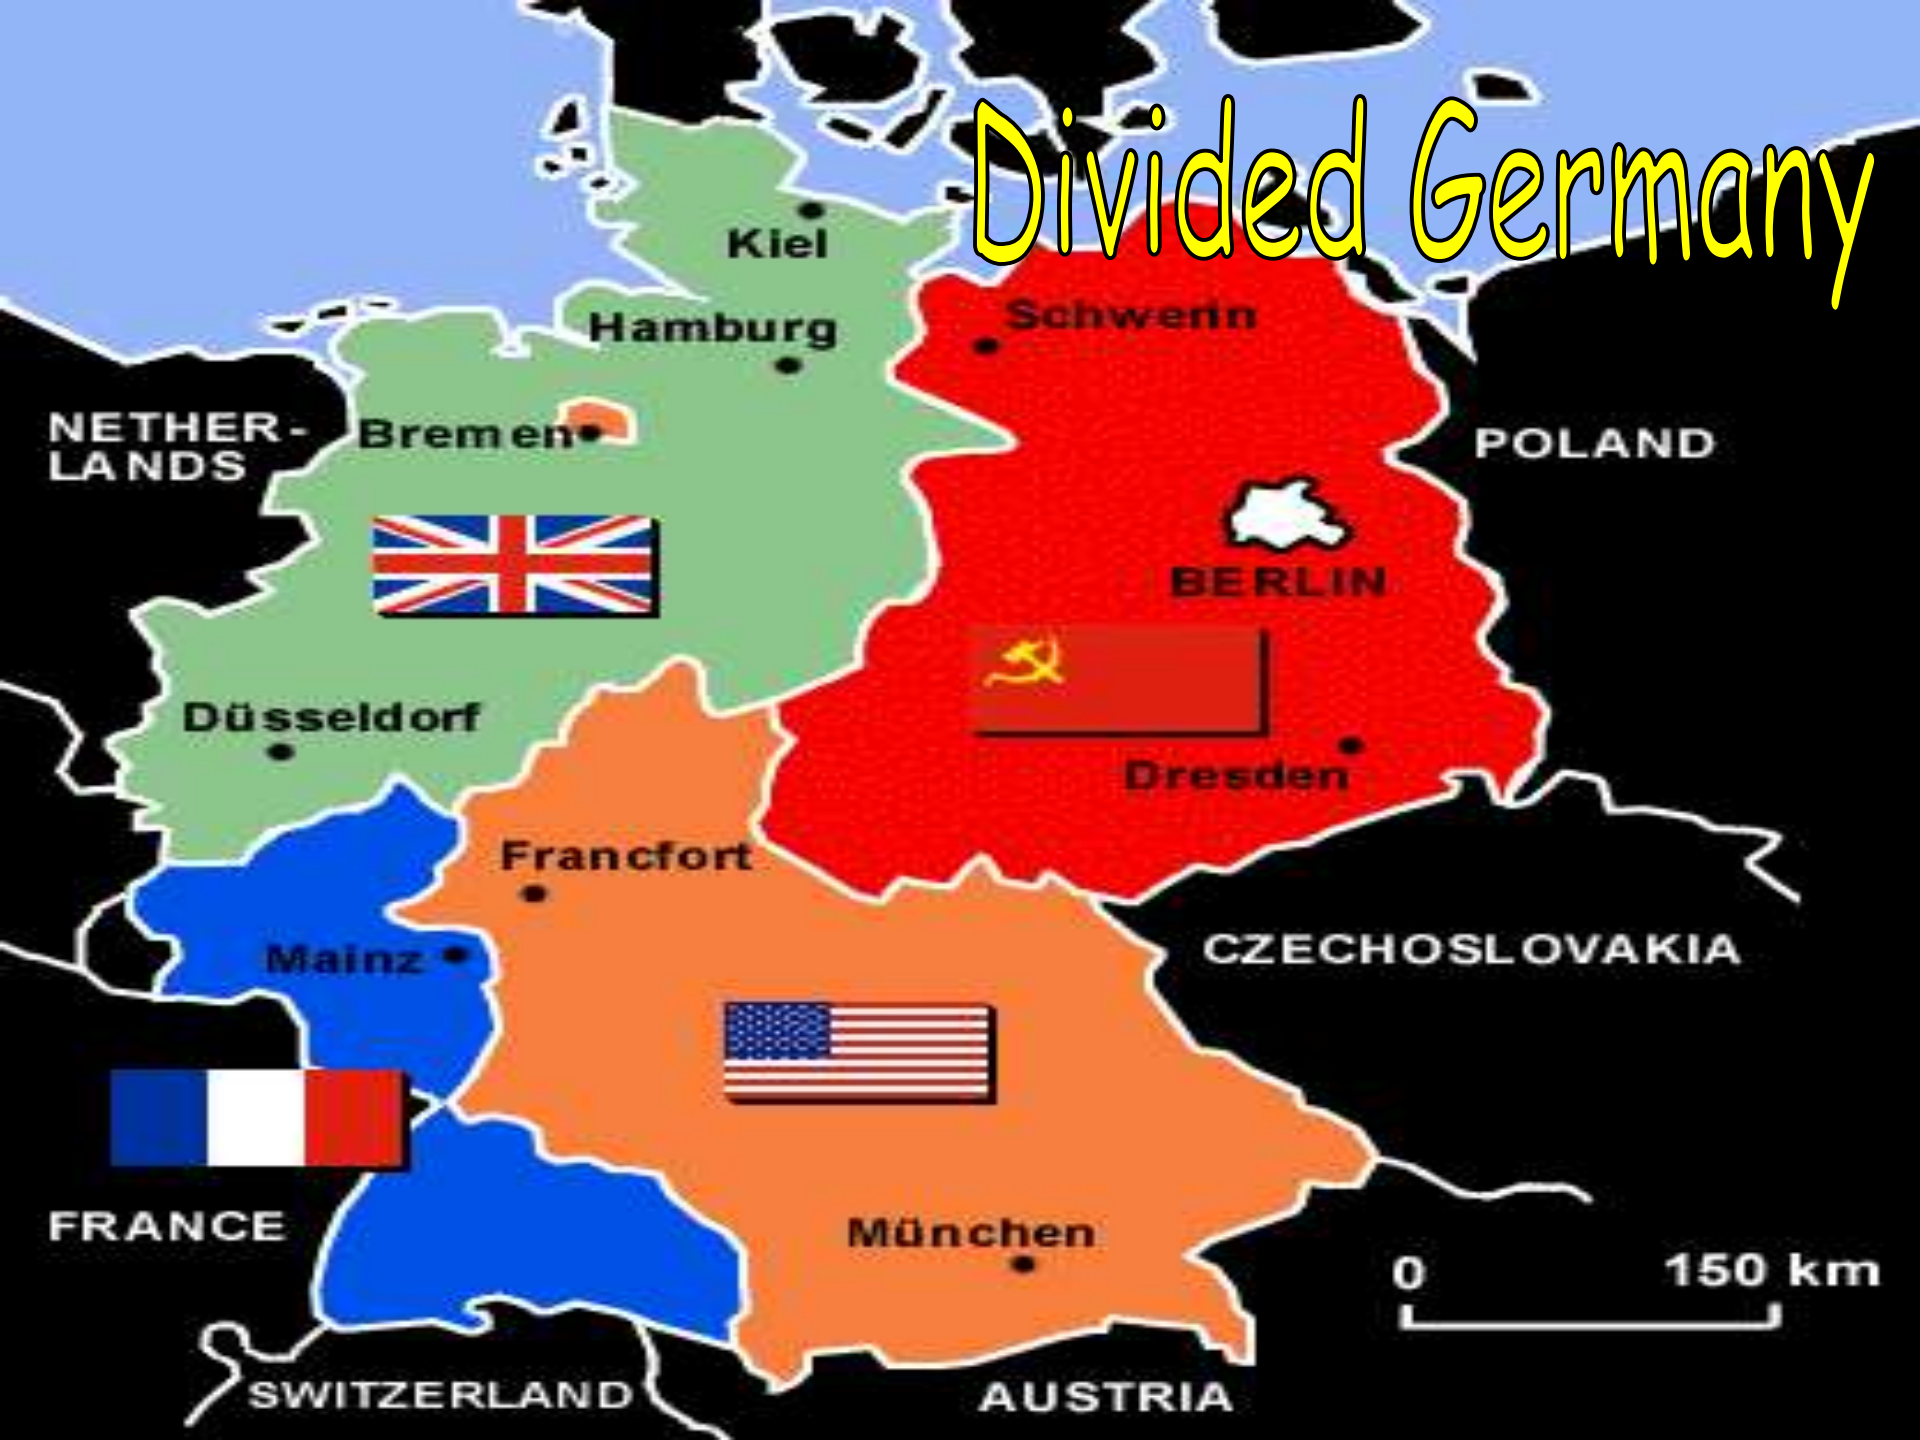 Divided Germany
Kiel
Schwerin
Hamburg
Bremen
NETHER-
LANDS
POLAND
BERLIN
Düsseldorf
Dresden
Francfort
Mainz
CZECHOSLOVAKIA
FRANCE
München
0 150 km
SWITZERLAND
AUSTRIA